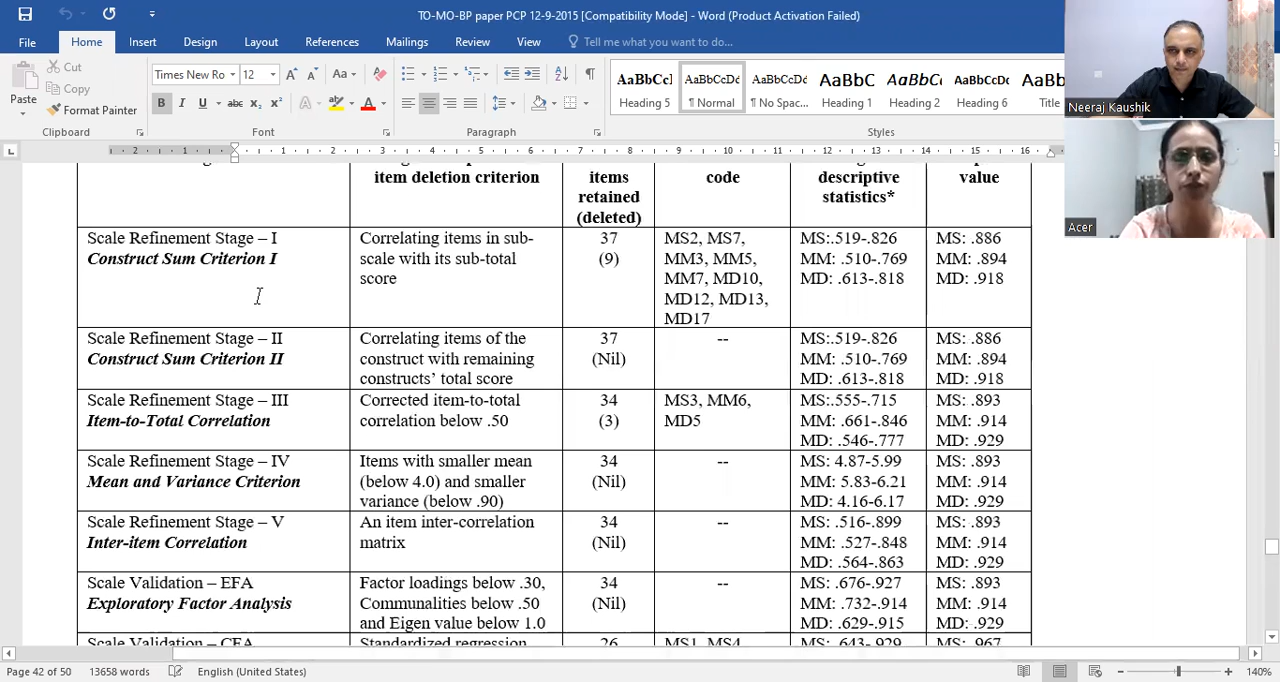 TO-MO-BP paper PCP 12-9-2015 [Compatibility Mode] - Word (Product Activation Failed)
File Home Insert Design Layout References Mailings Review View Tell me what you want to do...
Cut
Copy
Format Painter
Paste
Clipboard
Times New Ro 12
Font
Paragraph
AaBbCcI AaBbCcDc AaBbCcDc AaBbC AaBbC AaBbCcDc AaBb
Heading 5 ¶ Normal ¶ No Spac... Heading 1 Heading 2 Heading 6 Title
Styles
Neeraj Kaushik
Acer
item deletion criterion
items
retained
(deleted)
code
descriptive
statistics*
value
Scale Refinement Stage – I
Construct Sum Criterion I
Correlating items in sub-
scale with its sub-total
score
37
(9)
MS2, MS7,
MM3, MM5,
MM7, MD10,
MD12, MD13,
MD17
MS:.519-.826
MM: .510-.769
MD: .613-.818
MS: .886
MM: .894
MD: .918
Scale Refinement Stage – II
Construct Sum Criterion II
Correlating items of the
construct with remaining
constructs’ total score
37
(Nil)
--
MS:.519-.826
MM: .510-.769
MD: .613-.818
MS: .886
MM: .894
MD: .918
Scale Refinement Stage – III
Item-to-Total Correlation
Corrected item-to-total
correlation below .50
34
(3)
MS3, MM6,
MD5
MS:.555-.715
MM: .661-.846
MD: .546-.777
MS: .893
MM: .914
MD: .929
Scale Refinement Stage – IV
Mean and Variance Criterion
Items with smaller mean
(below 4.0) and smaller
variance (below .90)
34
(Nil)
--
MS: 4.87-5.99
MM: 5.83-6.21
MD: 4.16-6.17
MS: .893
MM: .914
MD: .929
Scale Refinement Stage – V
Inter-item Correlation
An item inter-correlation
matrix
34
(Nil)
--
MS: .516-.899
MM: .527-.848
MD: .564-.863
MS: .893
MM: .914
MD: .929
Scale Validation – EFA
Exploratory Factor Analysis
Factor loadings below .30,
Communalities below .50
and Eigen value below 1.0
34
(Nil)
--
MS: .676-.927
MM: .732-.914
MD: .629-.915
MS: .893
MM: .914
MD: .929
Scale Validation – CFA
Standardized regression
26
MS1, MS4
MS: .643-.929
MS: .967
Page 42 of 50 13658 words English (United States) 140%